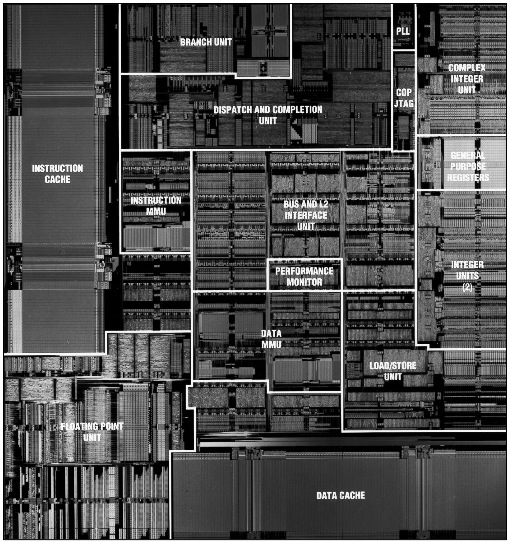 BRANCH UNIT
PLL
DISPATCH AND COMPLETION
UNIT
COP
JTAG
COMPLEX
INTEGER
UNIT
INSTRUCTION
CACHE
GENERAL
PURPOSE
REGISTERS
INSTRUCTION
MMU
BUS AND L2
INTERFACE
UNIT
PERFORMANCE
MONITOR
INTEGER
UNITS
(2)
DATA
MMU
LOAD/STORE
UNIT
FLOATING POINT
UNIT
DATA CACHE